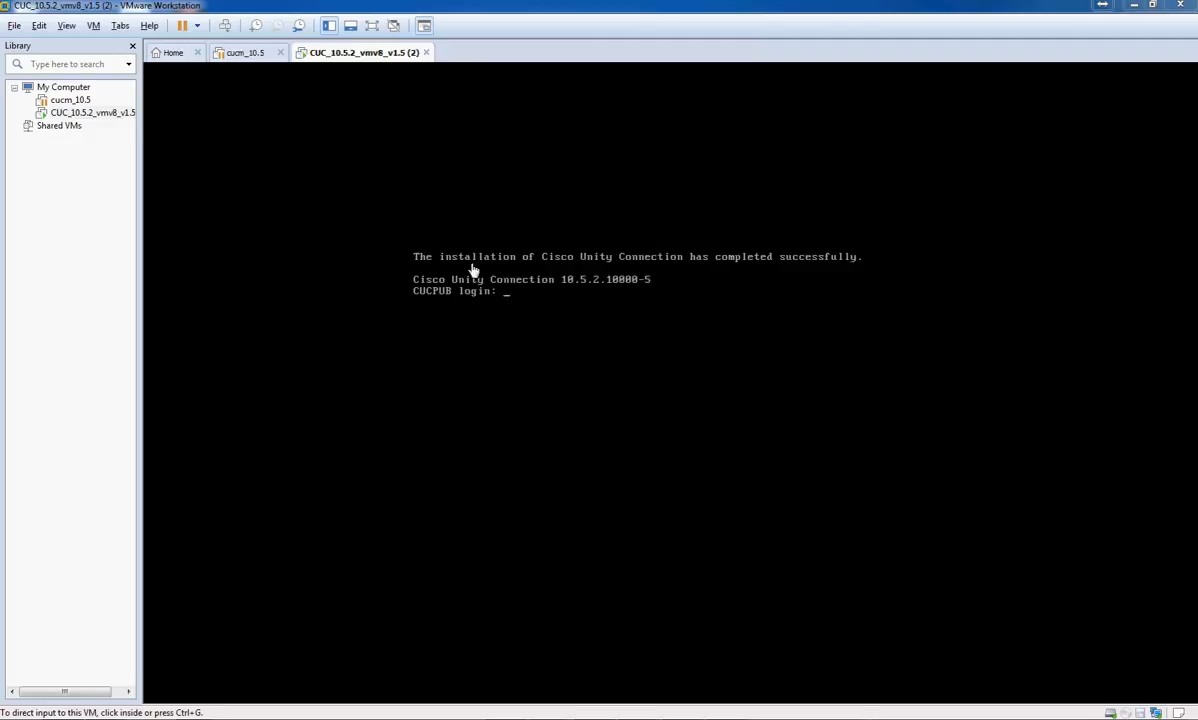 CUC_10.5.2_vmv8_v1.5 (2) - VMware Workstation
File Edit View VM Tabs Help
Library
Type here to search
Home cucm_10.5 CUC_10.5.2_vmv8_v1.5 (2)
My Computer
cucm_10.5
CUC_10.5.2_vmv8_v1.5
Shared VMs
The installation of Cisco Unity Connection has completed successfully.
Cisco Unity Connection 10.5.2.10000-5
CUCPUB login: _
To direct input to this VM, click inside or press Ctrl+G.